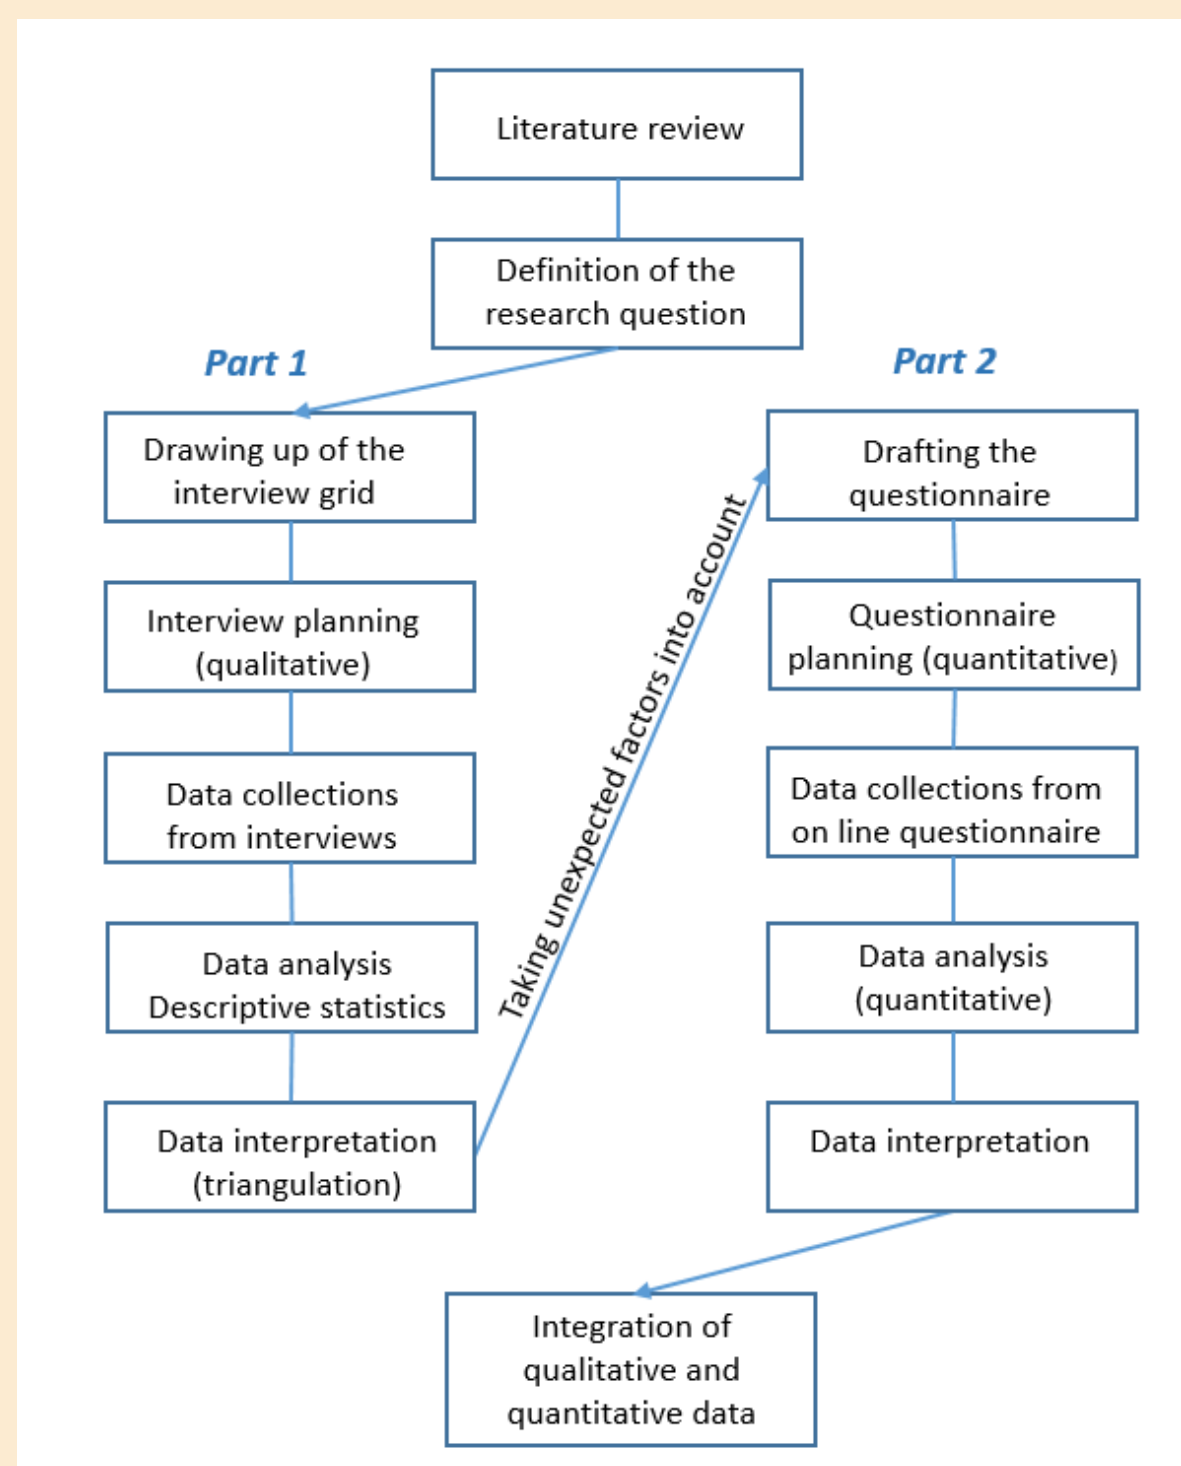 Literature review
Definition of the
research question
Part 1
Drawing up of the
interview grid
Interview planning
(qualitative)
Data collections
from interviews
Data analysis
Descriptive statistics
Data interpretation
(triangulation)
Taking unexpected factors into account
Part 2
Drafting the
questionnaire
Questionnaire
planning (quantitative)
Data collections from
on line questionnaire
Data analysis
(quantitative)
Data interpretation
Integration of
qualitative and
quantitative data